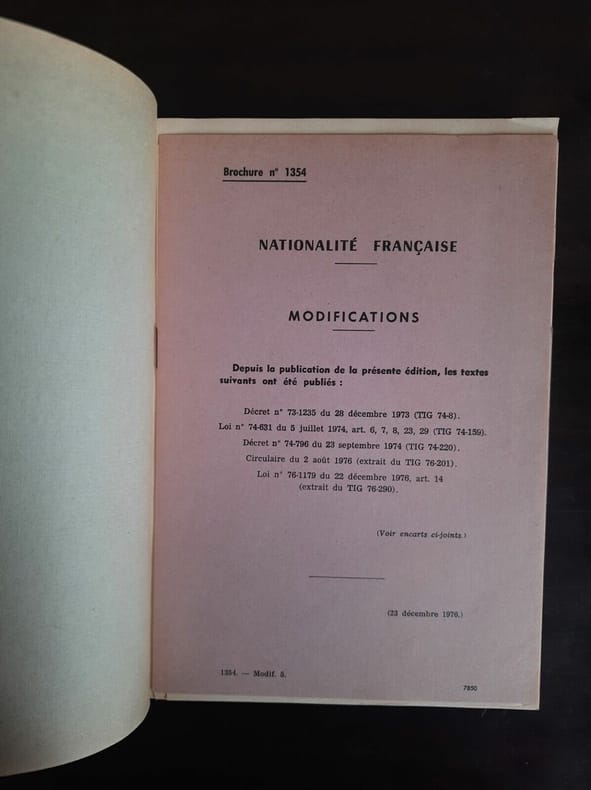 Brochure n° 1354
NATIONALITÉ FRANÇAISE
MODIFICATIONS
Depuis la publication de la présente édition, les textes
suivants ont été publiés :
Décret n° 73-1235 du 28 décembre 1973 (TIG 74-8).
Loi n° 74-631 du 5 juillet 1974, art. 6, 7, 8, 23, 29 (TIG 74-159).
Décret n° 74-796 du 23 septembre 1974 (TIG 74-220).
Circulaire du 2 août 1976 (extrait du TIG 76-201).
Loi n° 76-1179 du 22 décembre 1976, art. 14
(extrait du TIG 76-290).
(Voir encarts ci-joints.)
(23 décembre 1976.)
1354. — Modif. 5.
7850